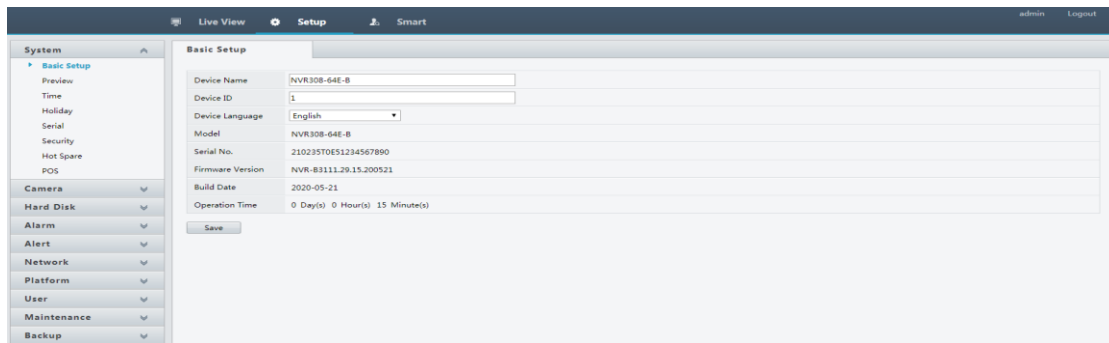 Live View Setup Smart admin Logout
System
Basic Setup
Preview
Time
Holiday
Serial
Security
Hot Spare
POS
Camera
Hard Disk
Alarm
Alert
Network
Platform
User
Maintenance
Backup
Basic Setup
Device Name NVR308-64E-B
Device ID 1
Device Language English
Model NVR308-64E-B
Serial No. 210235T0E51234567890
Firmware Version NVR-B3111.29.15.200521
Build Date 2020-05-21
Operation Time 0 Day(s) 0 Hour(s) 15 Minute(s)
Save